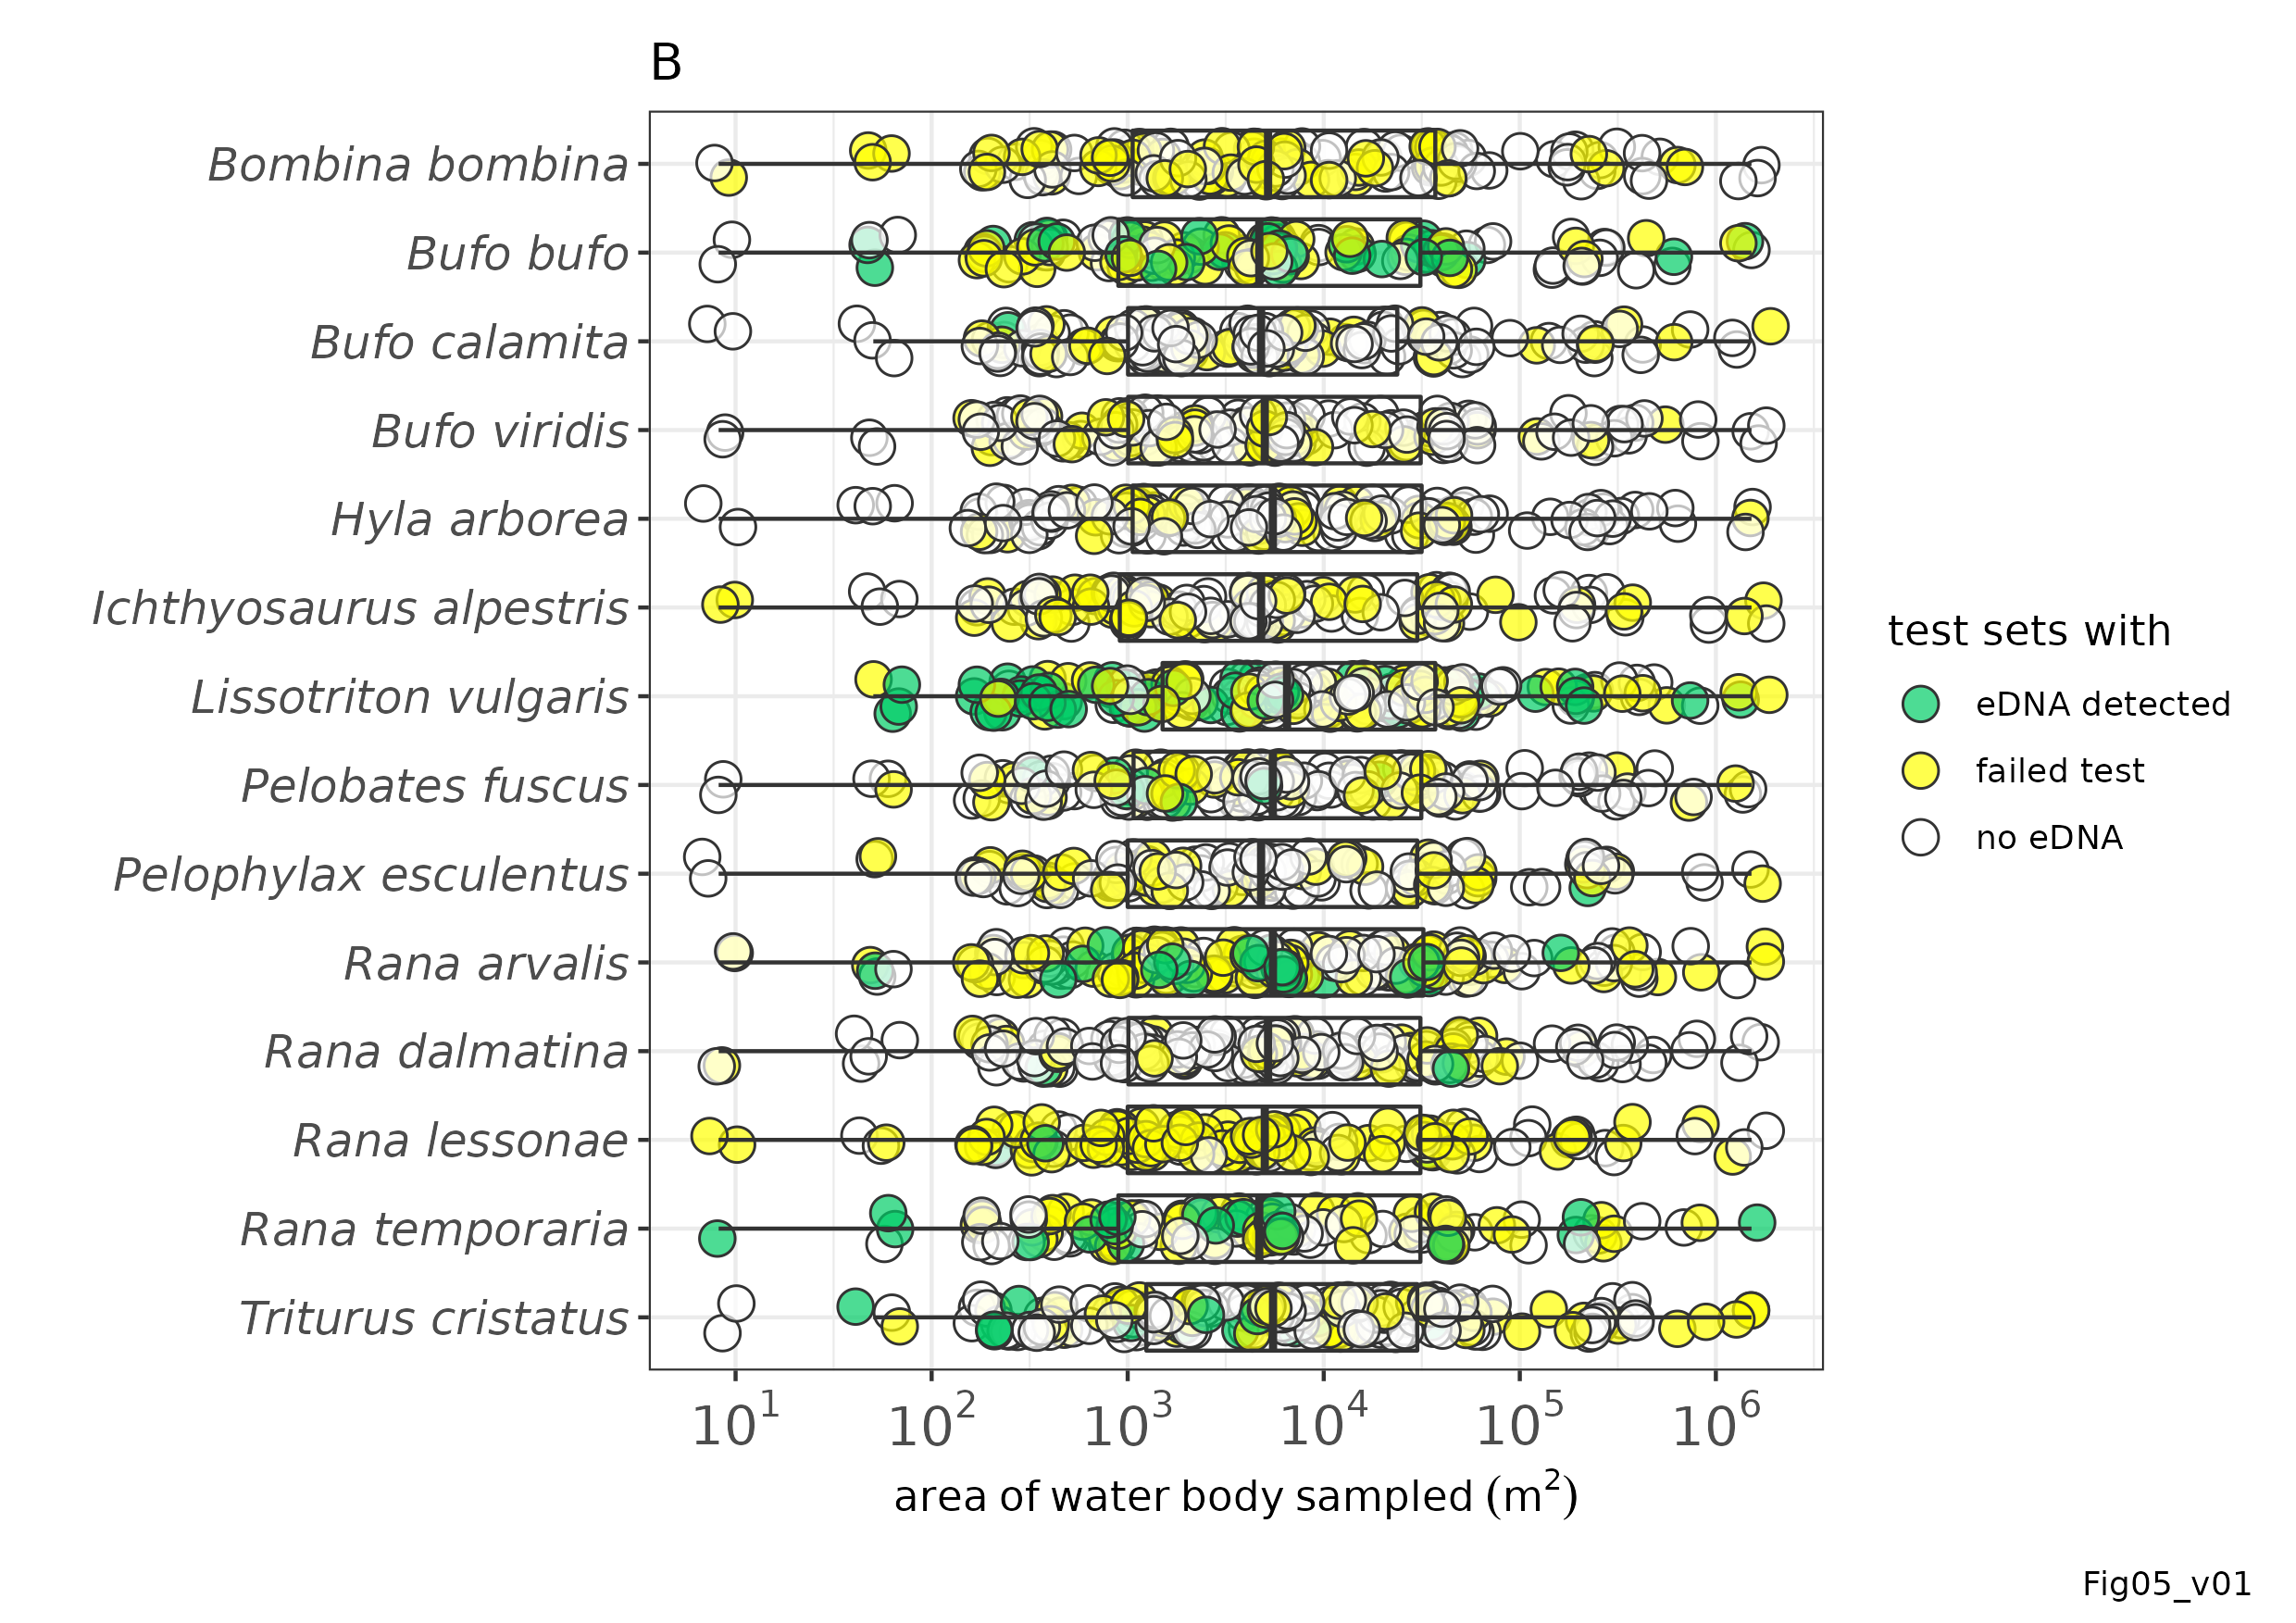 B
Bombina bombina
Bufo bufo
Bufo calamita
Bufo viridis
Hyla arborea
Ichthyosaurus alpestris
Lissotriton vulgaris
Pelobates fuscus
Pelophylax esculentus
Rana arvalis
Rana dalmatina
Rana lessonae
Rana temporaria
Triturus cristatus
10¹ 10² 10³ 10⁴ 10⁵ 10⁶
area of water body sampled (m²)
test sets with
eDNA detected
failed test
no eDNA
Fig05_v01